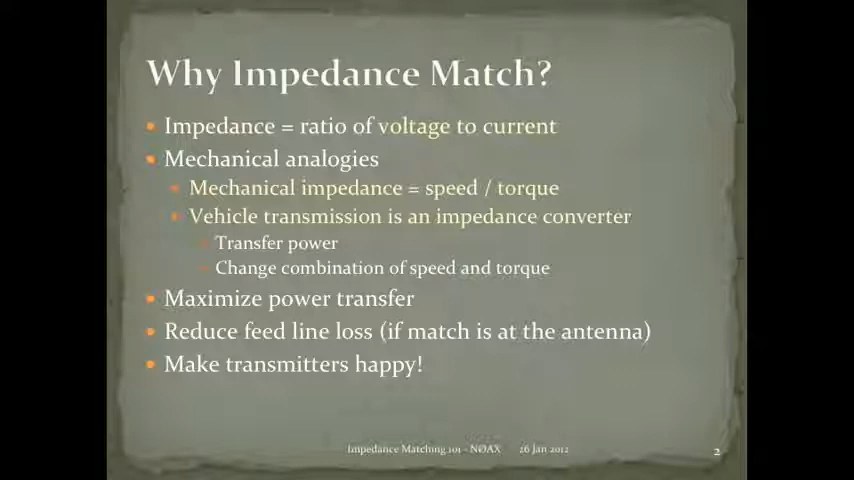 Why Impedance Match?
Impedance = ratio of voltage to current
Mechanical analogies
Mechanical impedance = speed / torque
Vehicle transmission is an impedance converter
Transfer power
Change combination of speed and torque
Maximize power transfer
Reduce feed line loss (if match is at the antenna)
Make transmitters happy!
Impedance Matching 101 - NØAX 26 Jan 2012 2